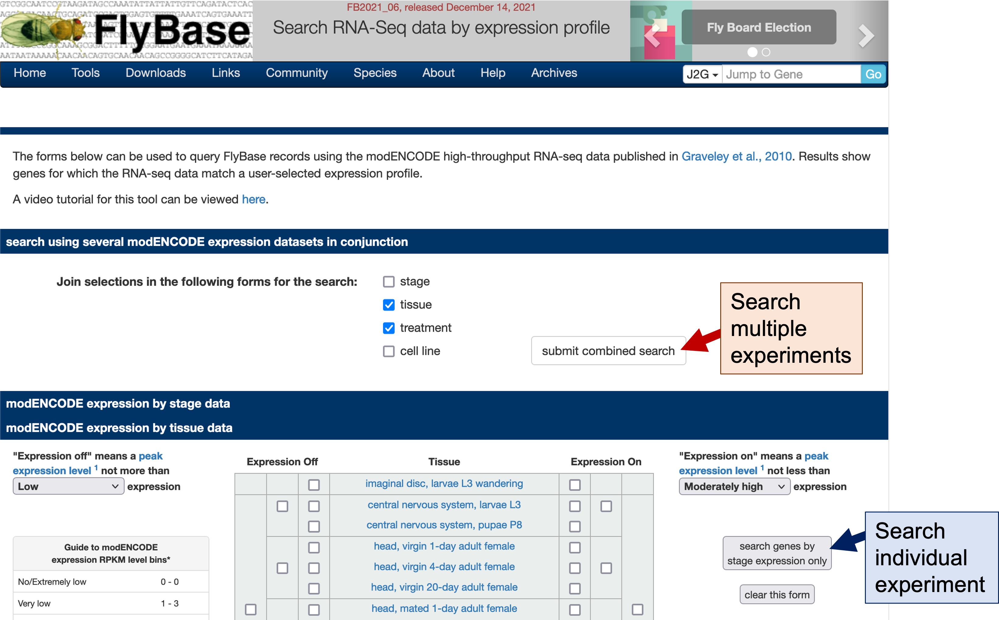 FlyBase
FB2021_06, released December 14, 2021
Search RNA-Seq data by expression profile
Fly Board Election
Home Tools Downloads Links Community Species About Help Archives J2G Jump to Gene Go
The forms below can be used to query FlyBase records using the modENCODE high-throughput RNA-seq data published in Graveley et al., 2010. Results show
genes for which the RNA-seq data match a user-selected expression profile.
A video tutorial for this tool can be viewed here.
search using several modENCODE expression datasets in conjunction
Join selections in the following forms for the search:
stage
tissue
treatment
cell line
submit combined search
Search
multiple
experiments
modENCODE expression by stage data
modENCODE expression by tissue data
"Expression off" means a peak
expression level 1 not more than
Low expression
Guide to modENCODE
expression RPKM level bins*
No/Extremely low 0 - 0
Very low 1 - 3
Expression Off Tissue Expression On
imaginal disc, larvae L3 wandering
central nervous system, larvae L3
central nervous system, pupae P8
head, virgin 1-day adult female
head, virgin 4-day adult female
head, virgin 20-day adult female
head, mated 1-day adult female
"Expression on" means a peak
expression level 1 not less than
Moderately high expression
search genes by
stage expression only
clear this form
Search
individual
experiment